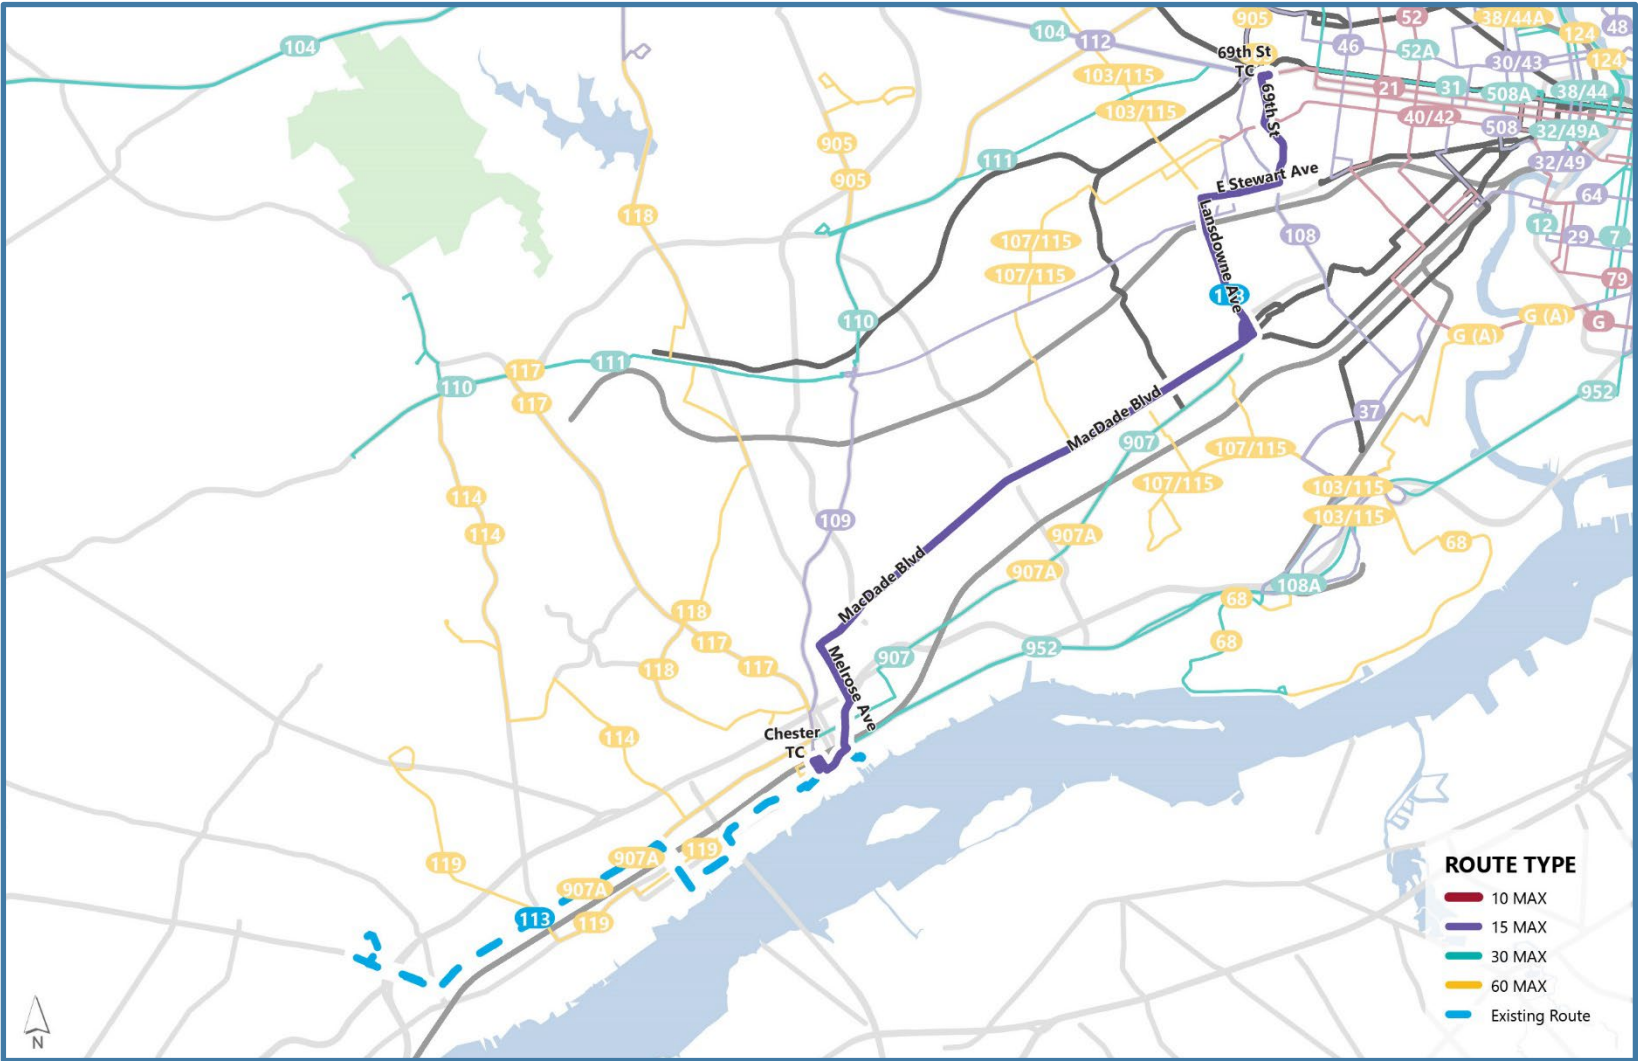 905
52
38/44A
48
104
112
46
52A
124
104
69th St
TC
30/43
124
103/115
21
31
508A
38/44
103/115
69th St
40/42
508
32/49A
905
111
32/49
905
E Stewart Ave
64
118
Lansdowne Ave
12
107/115
108
29
7
107/115
79
110
G (A)
G
G (A)
111
117
110
117
MacDade Blvd
952
37
907
107/115
114
107/115
103/115
109
103/115
114
907A
68
MacDade Blvd
907A
108A
118
68
117
68
952
907
117
118
Melrose Ave
Chester
TC
114
119
907A
119
907A
113
119
ROUTE TYPE
10 MAX
15 MAX
30 MAX
60 MAX
Existing Route
N